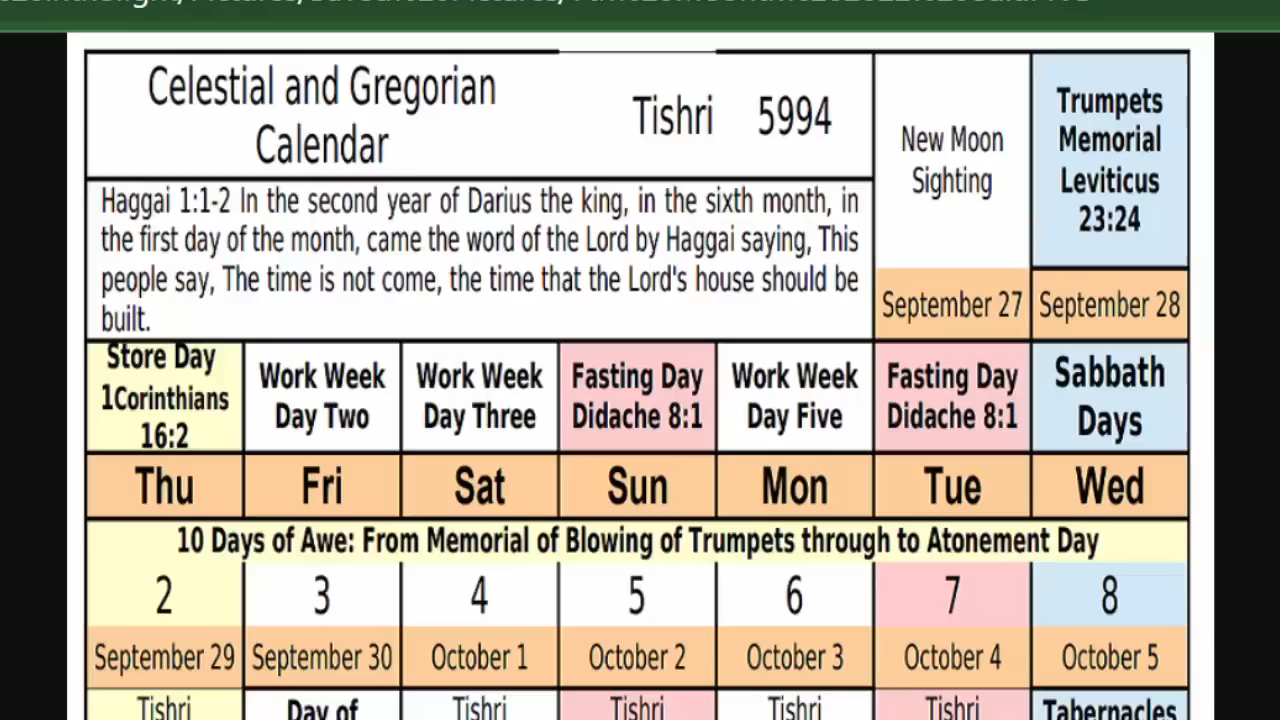 Celestial and Gregorian
Calendar
Tishri 5994
New Moon
Sighting
Trumpets
Memorial
Leviticus
23:24
Haggai 1:1-2 In the second year of Darius the king, in the sixth month, in
the first day of the month, came the word of the Lord by Haggai saying, This
people say, The time is not come, the time that the Lord's house should be
built.
September 27
September 28
Store Day
1Corinthians
16:2
Work Week
Day Two
Work Week
Day Three
Fasting Day
Didache 8:1
Work Week
Day Five
Fasting Day
Didache 8:1
Sabbath
Days
Thu Fri Sat Sun Mon Tue Wed
10 Days of Awe: From Memorial of Blowing of Trumpets through to Atonement Day
2 3 4 5 6 7 8
September 29 September 30 October 1 October 2 October 3 October 4 October 5
Tishri Day of Tishri Tishri Tishri Tishri Tabernacles